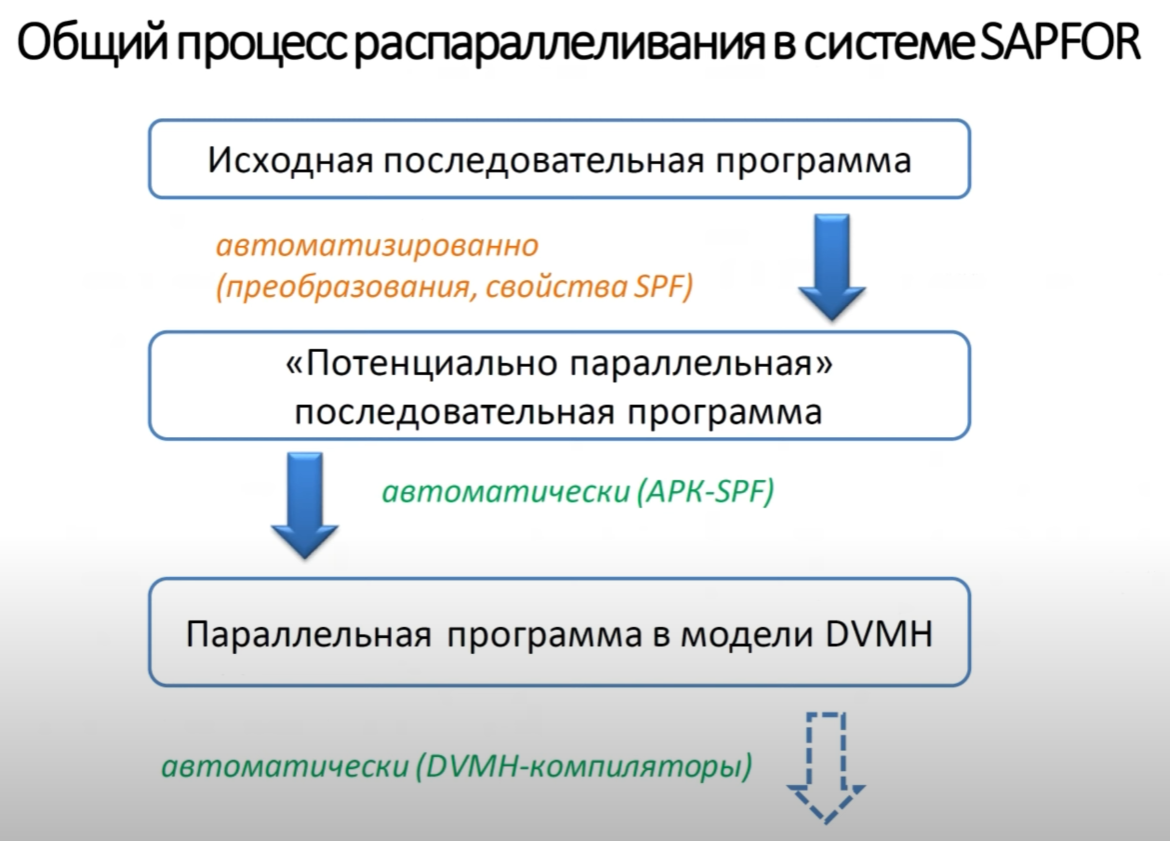 Общий процесс распараллеливания в системе SAPFOR
Исходная последовательная программа
автоматизированно
(преобразования, свойства SPF)
«Потенциально параллельная»
последовательная программа
автоматически (АРК-SPF)
Параллельная программа в модели DVMH
автоматически (DVMH-компиляторы)